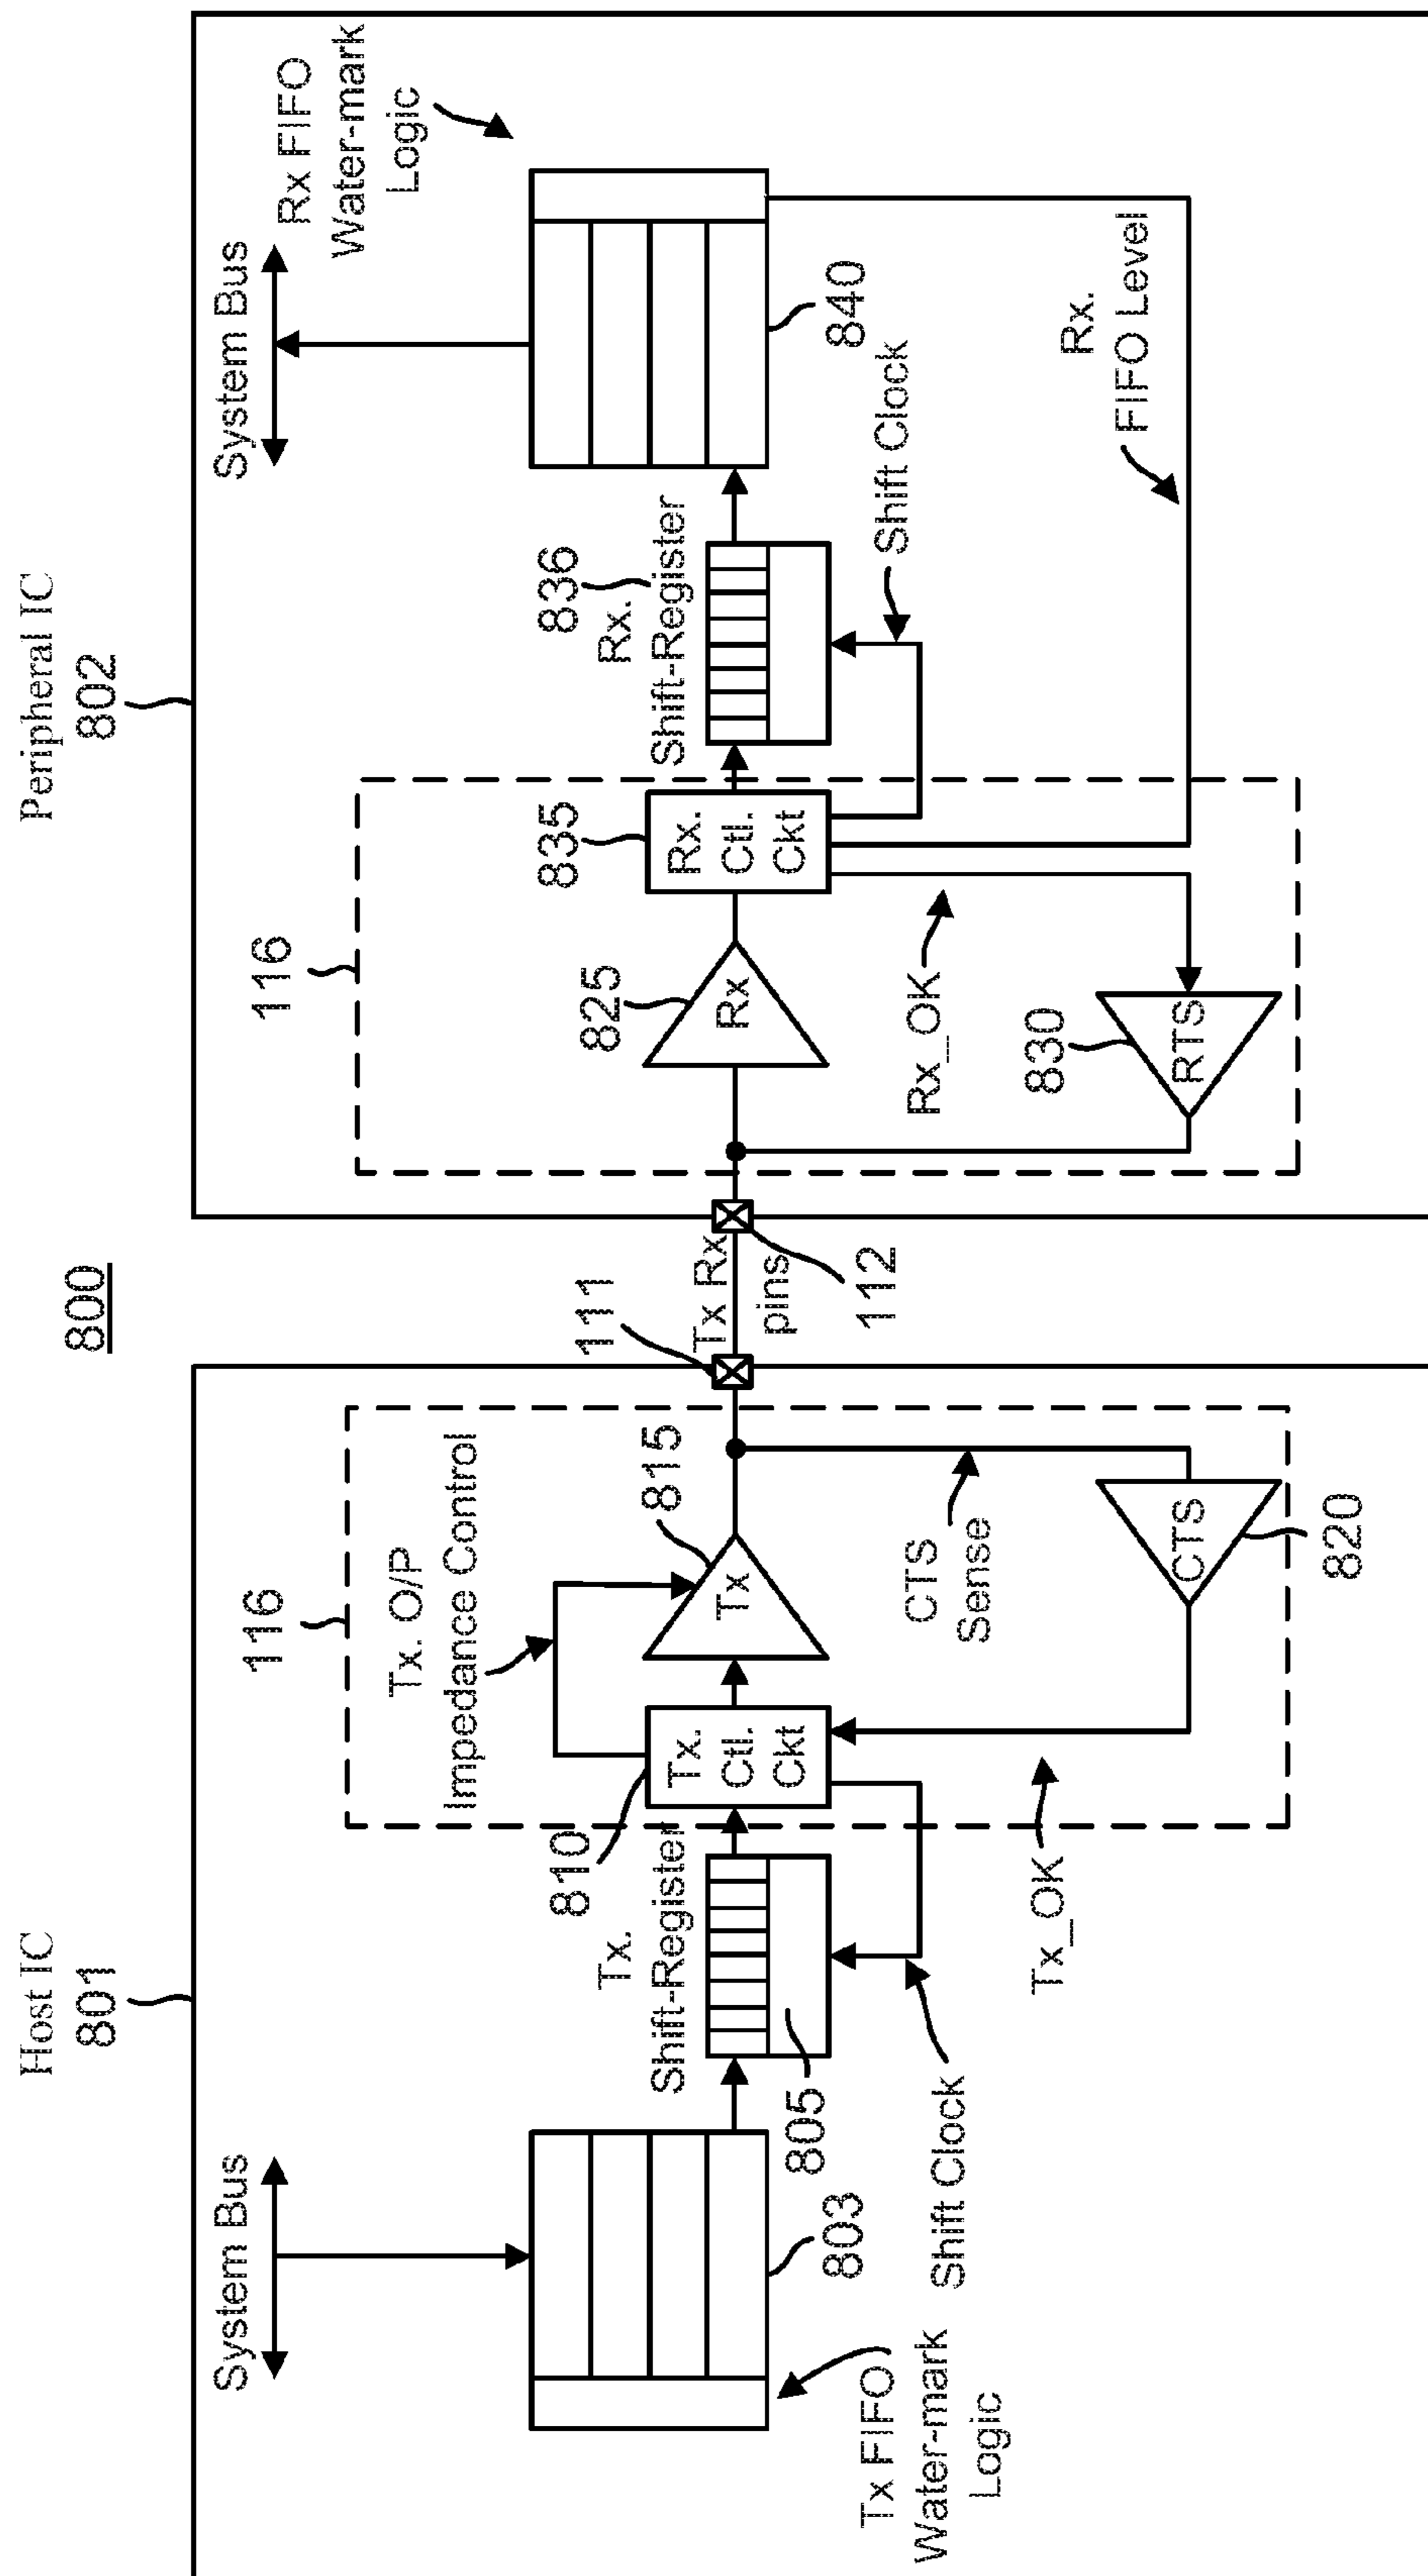 800
Host IC
801
Peripheral IC
802
System Bus
116
Tx. O/P
Impedance Control
815
810
Tx.
Shift-Register
Tx.
Ctl.
Ckt
Tx
111
Tx Rx
pins
112
805
803
Tx FIFO
Water-mark
Logic
Shift Clock
CTS
Sense
CTS
820
Tx_OK
System Bus
Rx FIFO
Water-mark
Logic
116
825
Rx
835
Rx.
Ctl.
Ckt
836
Rx.
Shift-Register
840
Shift Clock
Rx_OK
830
RTS
Rx.
FIFO Level